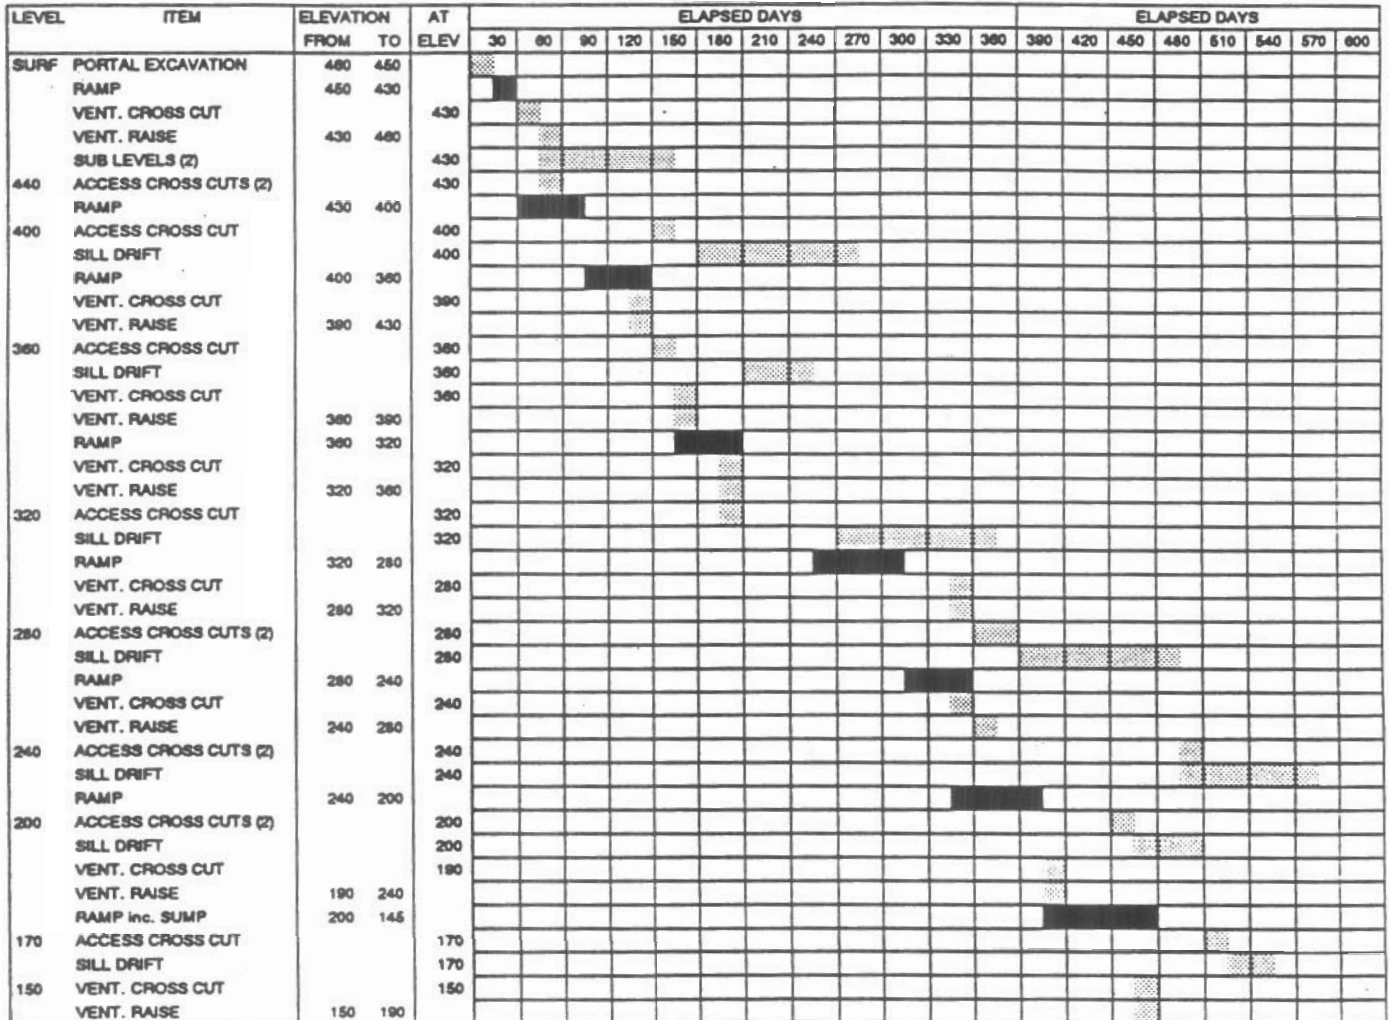 LEVEL ITEM ELEVATION AT ELAPSED DAYS ELAPSED DAYS
FROM TO ELEV 30 60 90 120 150 180 210 240 270 300 330 360 390 420 450 480 510 540 570 600
SURF PORTAL EXCAVATION 460 450
RAMP 450 430
VENT. CROSS CUT 430
VENT. RAISE 430 460
SUB LEVELS (2) 430
440 ACCESS CROSS CUTS (2) 430
RAMP 430 400
400 ACCESS CROSS CUT 400
SILL DRIFT 400
RAMP 400 360
VENT. CROSS CUT 390
VENT. RAISE 390 430
360 ACCESS CROSS CUT 360
SILL DRIFT 360
VENT. CROSS CUT 360
VENT. RAISE 360 390
RAMP 360 320
VENT. CROSS CUT 320
VENT. RAISE 320 360
320 ACCESS CROSS CUT 320
SILL DRIFT 320
RAMP 320 280
VENT. CROSS CUT 280
VENT. RAISE 280 320
280 ACCESS CROSS CUTS (2) 280
SILL DRIFT 280
RAMP 280 240
VENT. CROSS CUT 240
VENT. RAISE 240 280
240 ACCESS CROSS CUTS (2) 240
SILL DRIFT 240
RAMP 240 200
200 ACCESS CROSS CUTS (2) 200
SILL DRIFT 200
VENT. CROSS CUT 190
VENT. RAISE 190 240
RAMP inc. SUMP 200 145
170 ACCESS CROSS CUT 170
SILL DRIFT 170
150 VENT. CROSS CUT 150
VENT. RAISE 150 190